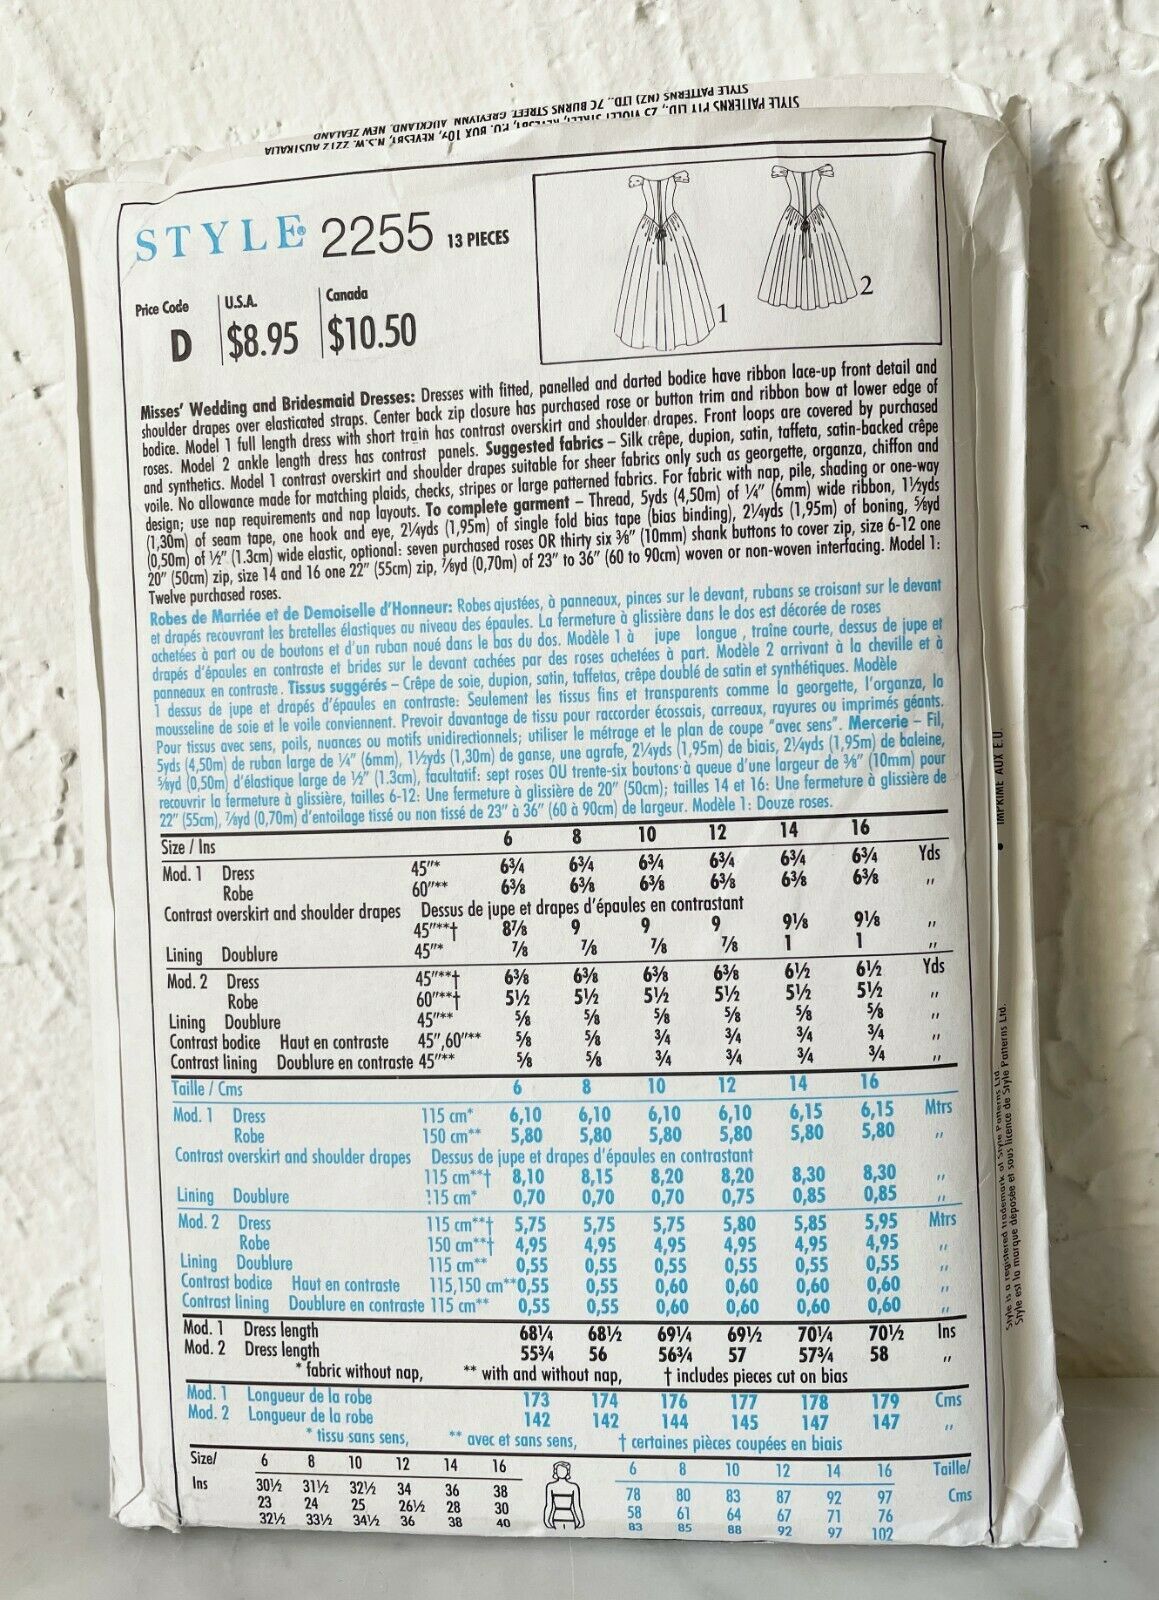 STYLE PATTERNS (NZ) LTD., 7C BURNS STREET, GREYLYNN, AUCKLAND, NEW ZEALAND
STYLE PATTERNS PTY LTD., 25 VIOLET STREET, REVESBY, P.O. BOX 109, REVESBY, N.S.W. 2212 AUSTRALIA
STYLE® 2255 13 PIECES
Price Code U.S.A. Canada
D $8.95 $10.50
1 2
Misses' Wedding and Bridesmaid Dresses: Dresses with fitted, panelled and darted bodice have ribbon lace-up front detail and
shoulder drapes over elasticated straps. Center back zip closure has purchased rose or button trim and ribbon bow at lower edge of
bodice. Model 1 full length dress with short train has contrast overskirt and shoulder drapes. Front loops are covered by purchased
roses. Model 2 ankle length dress has contrast panels. Suggested fabrics – Silk crêpe, dupion, satin, taffeta, satin-backed crêpe
and synthetics. Model 1 contrast overskirt and shoulder drapes suitable for sheer fabrics only such as georgette, organza, chiffon and
voile. No allowance made for matching plaids, checks, stripes or large patterned fabrics. For fabric with nap, pile, shading or one-way
design; use nap requirements and nap layouts. To complete garment – Thread, 5yds (4,50m) of ¼" (6mm) wide ribbon, 1½yds
(1,30m) of seam tape, one hook and eye, 2¼yds (1,95m) of single fold bias tape (bias binding), 2¼yds (1,95m) of boning, ⅝yd
(0,50m) of ½" (1.3cm) wide elastic, optional: seven purchased roses OR thirty six ⅜" (10mm) shank buttons to cover zip, size 6-12 one
20" (50cm) zip, size 14 and 16 one 22" (55cm) zip, ⅞yd (0,70m) of 23" to 36" (60 to 90cm) woven or non-woven interfacing. Model 1:
Twelve purchased roses.
Robes de Marriée et de Demoiselle d'Honneur: Robes ajustées, à panneaux, pinces sur le devant, rubans se croisant sur le devant
et drapés recouvrant les bretelles élastiques au niveau des épaules. La fermeture à glissière dans le dos est décorée de roses
achetées à part ou de boutons et d'un ruban noué dans le bas du dos. Modèle 1 à jupe longue , traîne courte, dessus de jupe et
drapés d'épaules en contraste et brides sur le devant cachées par des roses achetées à part. Modèle 2 arrivant à la cheville et à
panneaux en contraste. Tissus suggérés – Crêpe de soie, dupion, satin, taffetas, crêpe doublé de satin et synthétiques. Modèle
1 dessus de jupe et drapés d'épaules en contraste: Seulement les tissus fins et transparents comme la georgette, l'organza, la
mousseline de soie et le voile conviennent. Prevoir davantage de tissu pour raccorder écossais, carreaux, rayures ou imprimés géants.
Pour tissus avec sens, poils, nuances ou motifs unidirectionnels; utiliser le métrage et le plan de coupe "avec sens". Mercerie – Fil,
5yds (4,50m) de ruban large de ¼" (6mm), 1½yds (1,30m) de ganse, une agrafe, 2¼yds (1,95m) de biais, 2¼yds (1,95m) de baleine,
⅝yd (0,50m) d'élastique large de ½" (1.3cm), facultatif: sept roses OU trente-six boutons à queue d'une largeur de ⅜" (10mm) pour
recouvrir la fermeture à glissière, tailles 6-12: Une fermeture à glissière de 20" (50cm); tailles 14 et 16: Une fermeture à glissière de
22" (55cm), ⅞yd (0,70m) d'entoilage tissé ou non tissé de 23" à 36" (60 à 90cm) de largeur. Modèle 1: Douze roses.
Size / Ins 6 8 10 12 14 16
Mod. 1 Dress 45"* 6¾ 6¾ 6¾ 6¾ 6¾ 6¾ Yds
Robe 60"** 6⅜ 6⅜ 6⅜ 6⅜ 6⅜ 6⅜ "
Contrast overskirt and shoulder drapes Dessus de jupe et drapes d'épaules en contrastant
45"**† 8⅞ 9 9 9 9⅛ 9⅛ "
Lining Doublure 45"* ⅞ ⅞ ⅞ ⅞ 1 1 "
Mod. 2 Dress 45"**† 6⅜ 6⅜ 6⅜ 6⅜ 6½ 6½ Yds
Robe 60"**† 5½ 5½ 5½ 5½ 5½ 5½ "
Lining Doublure 45"** ⅝ ⅝ ⅝ ⅝ ⅝ ⅝ "
Contrast bodice Haut en contraste 45",60"** ⅝ ⅝ ¾ ¾ ¾ ¾ "
Contrast lining Doublure en contraste 45"** ⅝ ⅝ ¾ ¾ ¾ ¾ "
Taille / Cms 6 8 10 12 14 16
Mod. 1 Dress 115 cm* 6,10 6,10 6,10 6,10 6,15 6,15 Mtrs
Robe 150 cm** 5,80 5,80 5,80 5,80 5,80 5,80 "
Contrast overskirt and shoulder drapes Dessus de jupe et drapes d'épaules en contrastant
115 cm**† 8,10 8,15 8,20 8,20 8,30 8,30 "
Lining Doublure 115 cm* 0,70 0,70 0,70 0,75 0,85 0,85 "
Mod. 2 Dress 115 cm**† 5,75 5,75 5,75 5,80 5,85 5,95 Mtrs
Robe 150 cm**† 4,95 4,95 4,95 4,95 4,95 4,95 "
Lining Doublure 115 cm** 0,55 0,55 0,55 0,55 0,55 0,55 "
Contrast bodice Haut en contraste 115,150 cm** 0,55 0,55 0,60 0,60 0,60 0,60 "
Contrast lining Doublure en contraste 115 cm** 0,55 0,55 0,60 0,60 0,60 0,60 "
Mod. 1 Dress length 68¼ 68½ 69¼ 69½ 70¼ 70½ Ins
Mod. 2 Dress length 55¾ 56 56¾ 57 57¾ 58 "
* fabric without nap, ** with and without nap, † includes pieces cut on bias
Mod. 1 Longueur de la robe 173 174 176 177 178 179 Cms
Mod. 2 Longueur de la robe 142 142 144 145 147 147 "
* tissu sans sens, ** avec et sans sens, † certaines pièces coupées en biais
Size/ 6 8 10 12 14 16 6 8 10 12 14 16 Taille/
Ins 30½ 31½ 32½ 34 36 38 78 80 83 87 92 97 Cms
23 24 25 26½ 28 30 58 61 64 67 71 76
32½ 33½ 34½ 36 38 40 83 85 88 92 97 102
• IMPRIMÉ AUX E.U.
Style is a registered trademark of Style Patterns Ltd.
Style est la marque déposée et sous licence de Style Patterns Ltd.